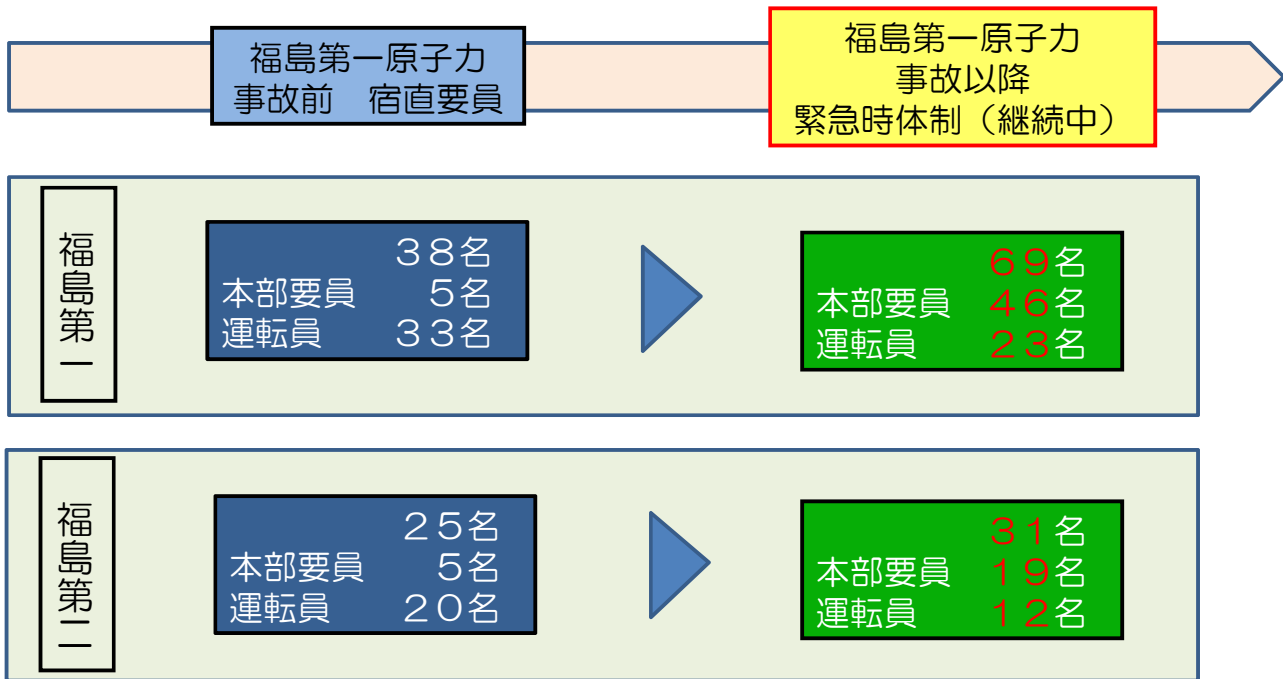 福島第一原子力
事故前　宿直要員
福島第一原子力
事故以降
緊急時体制（継続中）
福島第一
３８名
本部要員　５名
運転員　３３名
６９名
本部要員　４６名
運転員　２３名
福島第二
２５名
本部要員　５名
運転員　２０名
３１名
本部要員　１９名
運転員　１２名